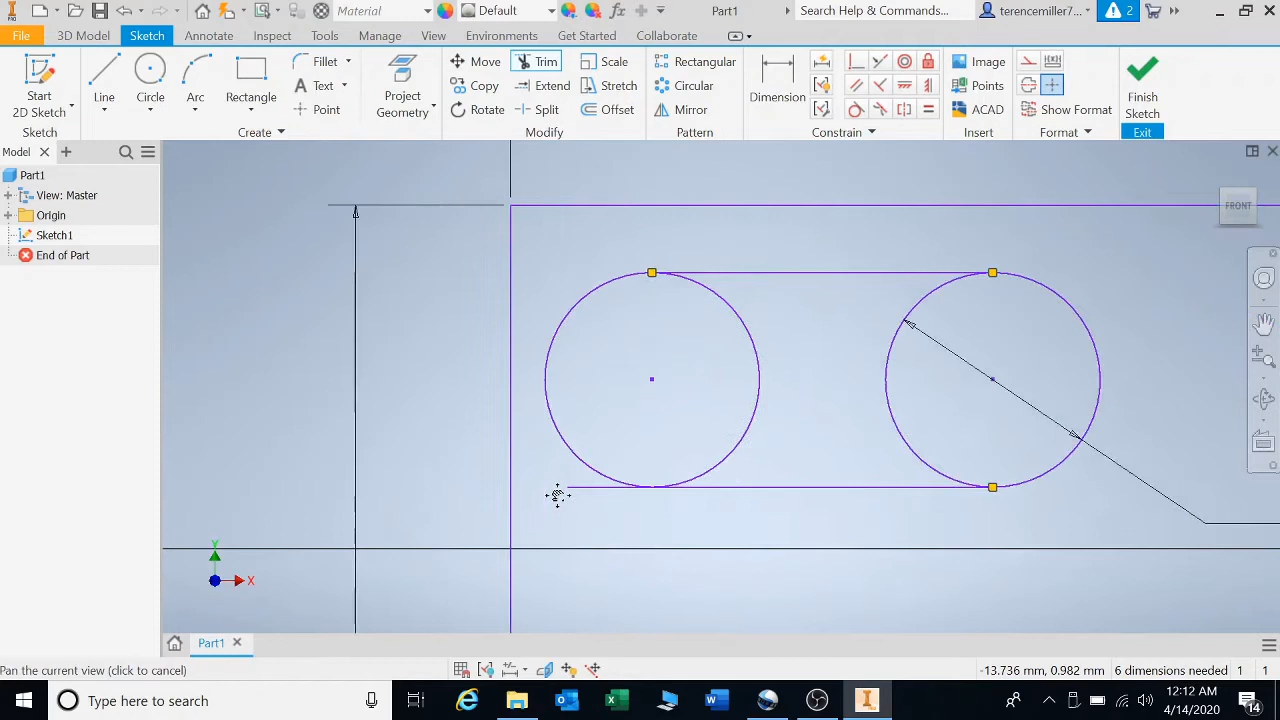 Material Default fx Part1 Search Help & Commands... terencemiller7... 2
File 3D Model Sketch Annotate Inspect Tools Manage View Environments Get Started Collaborate
Start 2D Sketch Line Circle Arc Rectangle Fillet Text Point Project Geometry
Move Trim Scale
Copy Extend Stretch
Rotate Split Offset
Rectangular
Circular
Mirror
Dimension
Image
Points
ACAD
Show Format
Finish Sketch
Sketch Create Modify Pattern Constrain Insert Format Exit
Model
Part1
View: Master
Origin
Sketch1
End of Part
FRONT
Y
X
Part1
Pan the current view (click to cancel) -13.736 mm, 0.982 mm 6 dimensions needed 1 1
Type here to search
12:12 AM
4/14/2020
14